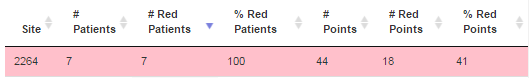 Site # Patients # Red Patients % Red Patients # Points # Red Points % Red Points
2264 7 7 100 44 18 41